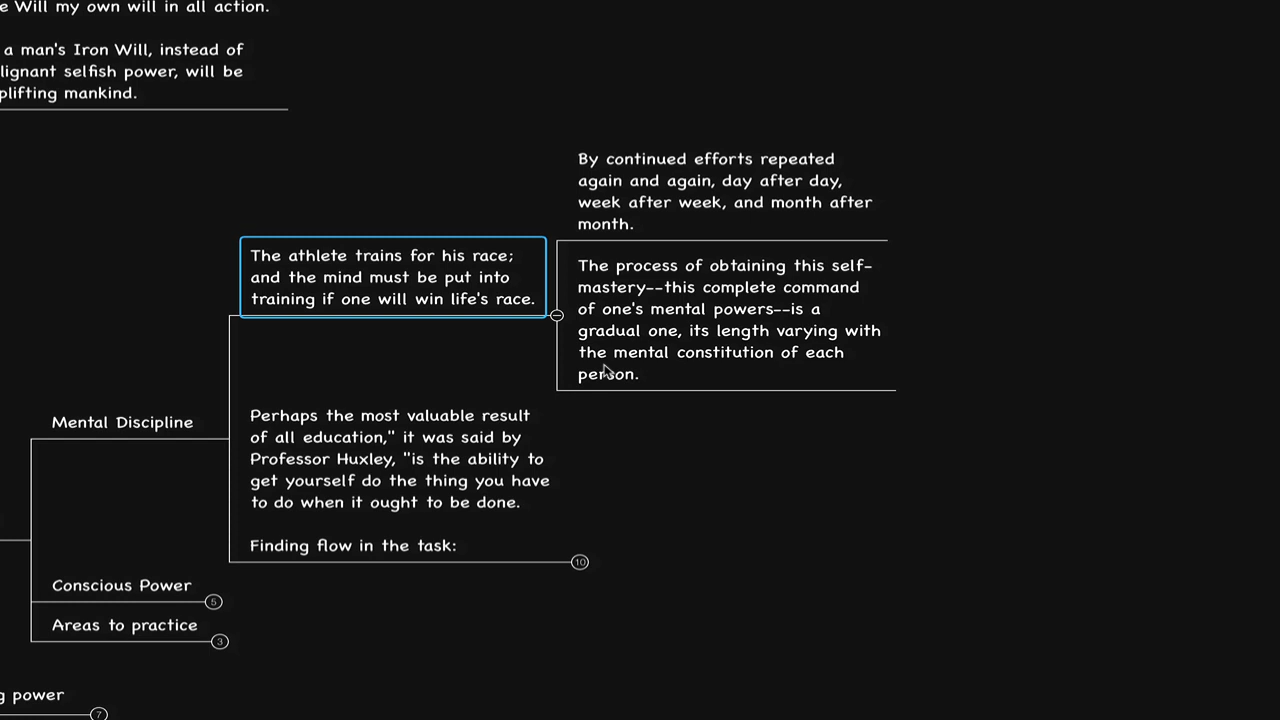 e Will my own will in all action.
a man's Iron Will, instead of
lignant selfish power, will be
plifting mankind.
By continued efforts repeated
again and again, day after day,
week after week, and month after
month.
The athlete trains for his race;
and the mind must be put into
training if one will win life's race.
The process of obtaining this self-
mastery--this complete command
of one's mental powers--is a
gradual one, its length varying with
the mental constitution of each
person.
Mental Discipline
Perhaps the most valuable result
of all education," it was said by
Professor Huxley, "is the ability to
get yourself do the thing you have
to do when it ought to be done.
Finding flow in the task:
10
Conscious Power
5
Areas to practice
3
g power
7